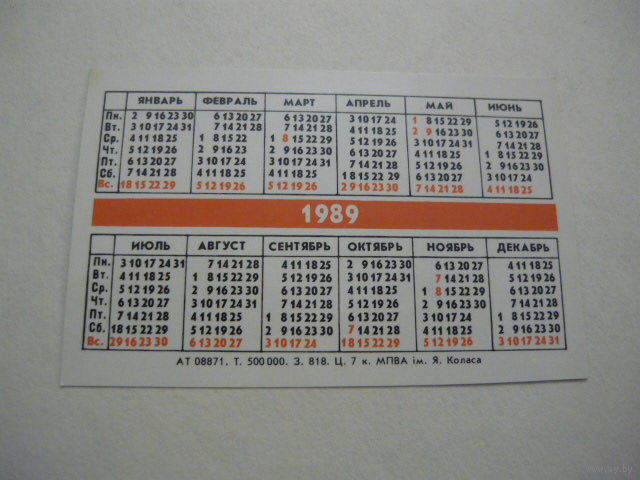 ЯНВАРЬ ФЕВРАЛЬ МАРТ АПРЕЛЬ МАЙ ИЮНЬ
Пн. 2 9 16 23 30 6 13 20 27 6 13 20 27 3 10 17 24 1 8 15 22 29 5 12 19 26
Вт. 3 10 17 24 31 7 14 21 28 7 14 21 28 4 11 18 25 2 9 16 23 30 6 13 20 27
Ср. 4 11 18 25 1 8 15 22 1 8 15 22 29 5 12 19 26 3 10 17 24 31 7 14 21 28
Чт. 5 12 19 26 2 9 16 23 2 9 16 23 30 6 13 20 27 4 11 18 25 1 8 15 22 29
Пт. 6 13 20 27 3 10 17 24 3 10 17 24 31 7 14 21 28 5 12 19 26 2 9 16 23 30
Сб. 7 14 21 28 4 11 18 25 4 11 18 25 1 8 15 22 29 6 13 20 27 3 10 17 24
Вс. 1 8 15 22 29 5 12 19 26 5 12 19 26 2 9 16 23 30 7 14 21 28 4 11 18 25
1989
ИЮЛЬ АВГУСТ СЕНТЯБРЬ ОКТЯБРЬ НОЯБРЬ ДЕКАБРЬ
Пн. 3 10 17 24 31 7 14 21 28 4 11 18 25 2 9 16 23 30 6 13 20 27 4 11 18 25
Вт. 4 11 18 25 1 8 15 22 29 5 12 19 26 3 10 17 24 31 7 14 21 28 5 12 19 26
Ср. 5 12 19 26 2 9 16 23 30 6 13 20 27 4 11 18 25 1 8 15 22 29 6 13 20 27
Чт. 6 13 20 27 3 10 17 24 31 7 14 21 28 5 12 19 26 2 9 16 23 30 7 14 21 28
Пт. 7 14 21 28 4 11 18 25 1 8 15 22 29 6 13 20 27 3 10 17 24 1 8 15 22 29
Сб. 1 8 15 22 29 5 12 19 26 2 9 16 23 30 7 14 21 28 4 11 18 25 2 9 16 23 30
Вс. 2 9 16 23 30 6 13 20 27 3 10 17 24 1 8 15 22 29 5 12 19 26 3 10 17 24 31
АТ 08871. Т. 500 000. З. 818. Ц. 7 к. МПВА ім. Я. Коласа